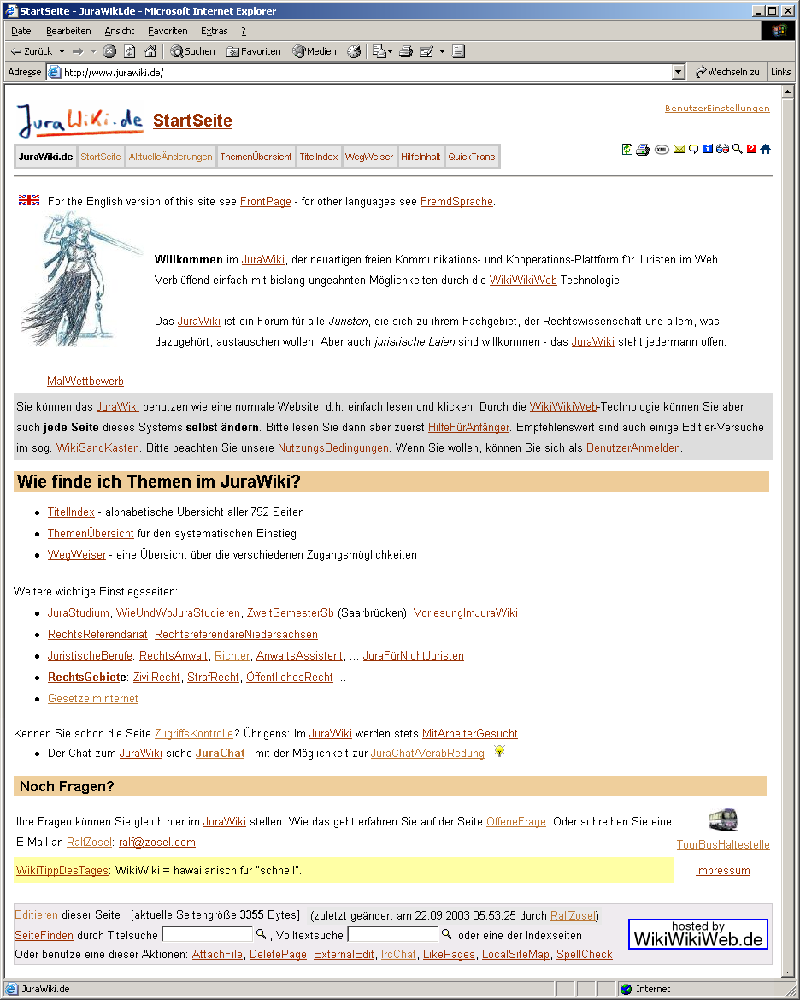 StartSeite - JuraWiki.de - Microsoft Internet Explorer
Datei Bearbeiten Ansicht Favoriten Extras ?
Zurück Suchen Favoriten Medien
Adresse http://www.jurawiki.de/ Wechseln zu Links
BenutzerEinstellungen
JuraWiki.de StartSeite
JuraWiki.de StartSeite AktuelleÄnderungen ThemenÜbersicht TitelIndex WegWeiser HilfeInhalt QuickTrans XML
For the English version of this site see FrontPage - for other languages see FremdSprache.
Willkommen im JuraWiki, der neuartigen freien Kommunikations- und Kooperations-Plattform für Juristen im Web.
Verblüffend einfach mit bislang ungeahnten Möglichkeiten durch die WikiWikiWeb-Technologie.
Das JuraWiki ist ein Forum für alle Juristen, die sich zu ihrem Fachgebiet, der Rechtswissenschaft und allem, was
dazugehört, austauschen wollen. Aber auch juristische Laien sind willkommen - das JuraWiki steht jedermann offen.
MalWettbewerb
Sie können das JuraWiki benutzen wie eine normale Website, d.h. einfach lesen und klicken. Durch die WikiWikiWeb-Technologie können Sie aber
auch jede Seite dieses Systems selbst ändern. Bitte lesen Sie dann aber zuerst HilfeFürAnfänger. Empfehlenswert sind auch einige Editier-Versuche
im sog. WikiSandKasten. Bitte beachten Sie unsere NutzungsBedingungen. Wenn Sie wollen, können Sie sich als BenutzerAnmelden.
Wie finde ich Themen im JuraWiki?
• TitelIndex - alphabetische Übersicht aller 792 Seiten
• ThemenÜbersicht für den systematischen Einstieg
• WegWeiser - eine Übersicht über die verschiedenen Zugangsmöglichkeiten
Weitere wichtige Einstiegsseiten:
• JuraStudium, WieUndWoJuraStudieren, ZweitSemesterSb (Saarbrücken), VorlesungImJuraWiki
• RechtsReferendariat, RechtsreferendareNiedersachsen
• JuristischeBerufe: RechtsAnwalt, Richter, AnwaltsAssistent, ... JuraFürNichtJuristen
• RechtsGebiete: ZivilRecht, StrafRecht, ÖffentlichesRecht ...
• GesetzeImInternet
Kennen Sie schon die Seite ZugriffsKontrolle? Übrigens: Im JuraWiki werden stets MitArbeiterGesucht.
• Der Chat zum JuraWiki siehe JuraChat - mit der Möglichkeit zur JuraChat/VerabRedung
Noch Fragen?
Ihre Fragen können Sie gleich hier im JuraWiki stellen. Wie das geht erfahren Sie auf der Seite OffeneFrage. Oder schreiben Sie eine
E-Mail an RalfZosel: ralf@zosel.com
TourBusHaltestelle
WikiTippDesTages: WikiWiki = hawaiianisch für "schnell".
Impressum
Editieren dieser Seite [aktuelle Seitengröße 3355 Bytes] (zuletzt geändert am 22.09.2003 05:53:25 durch RalfZosel)
SeiteFinden durch Titelsuche , Volltextsuche oder eine der Indexseiten
Oder benutze eine dieser Aktionen: AttachFile, DeletePage, ExternalEdit, IrcChat, LikePages, LocalSiteMap, SpellCheck
hosted by
WikiWikiWeb.de
JuraWiki.de Internet